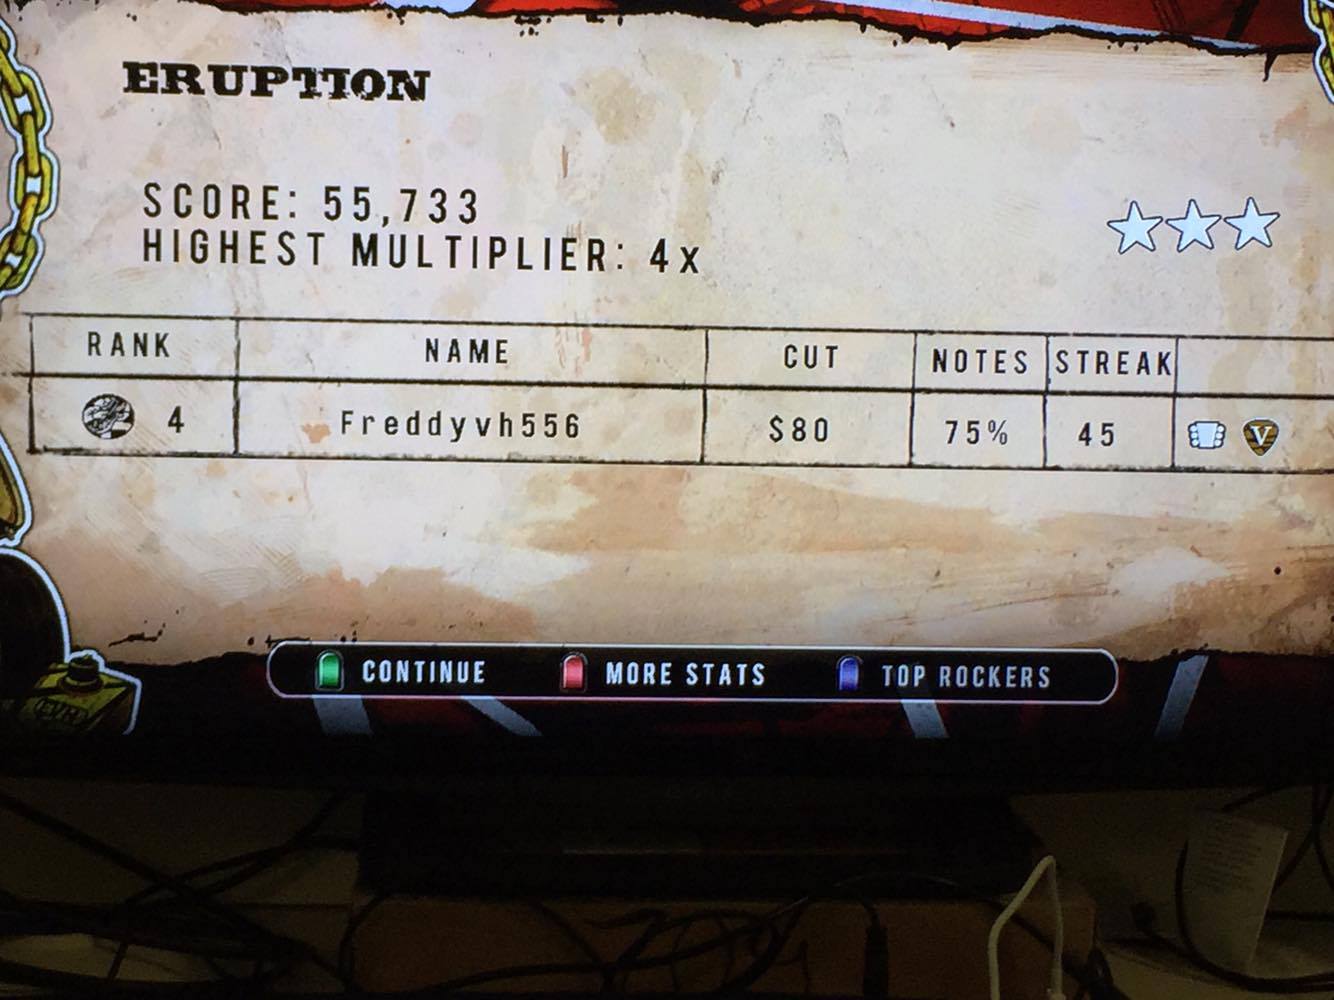 ERUPTION
SCORE: 55,733
HIGHEST MULTIPLIER: 4x
RANK NAME CUT NOTES STREAK
4 Freddyvh556 $80 75% 45 V
CONTINUE MORE STATS TOP ROCKERS
EVH